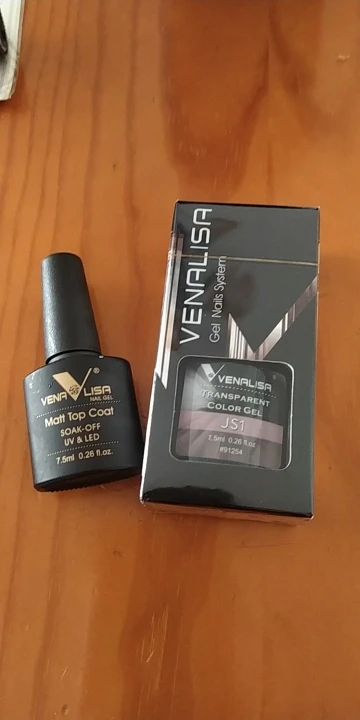 VENALISA
NAIL GEL
Matt Top Coat
SOAK-OFF
UV & LED
7.5ml 0.26 fl.oz.
VENALISA
Gel Nails System
VENALISA
TRANSPARENT
COLOR GEL
JS1
7.5ml 0.26 fl.oz
#91254